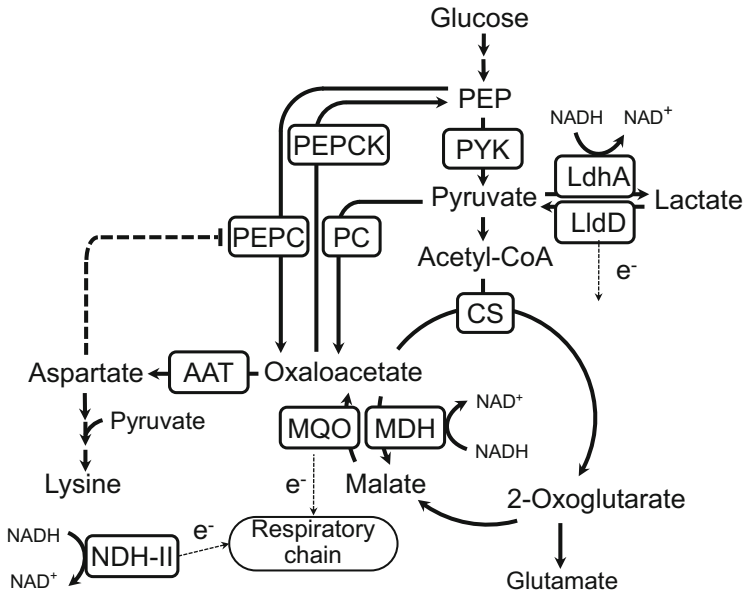 Glucose
PEP
NADH
NAD⁺
PEPCK
PYK
LdhA
Pyruvate
Lactate
LldD
PEPC
PC
Acetyl-CoA
e⁻
CS
Aspartate
AAT
Oxaloacetate
NAD⁺
Pyruvate
MQO
MDH
NADH
Lysine
e⁻
Malate
2-Oxoglutarate
NADH
e⁻
Respiratory
chain
NDH-II
NAD⁺
Glutamate